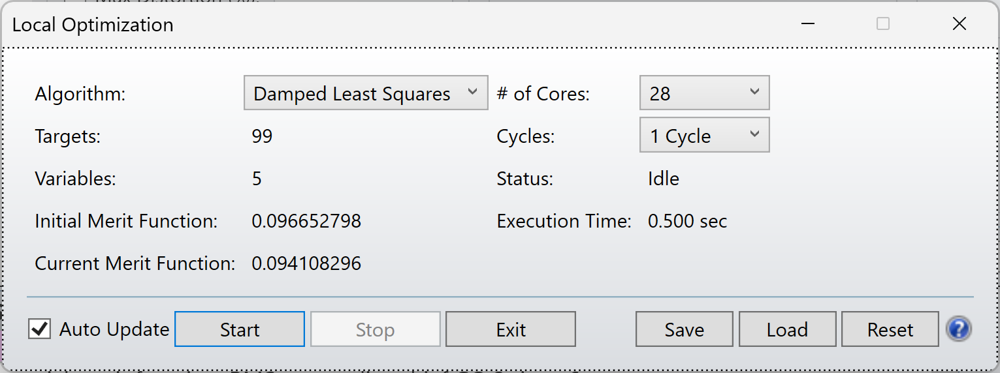 Local Optimization
Algorithm: Damped Least Squares # of Cores: 28
Targets: 99 Cycles: 1 Cycle
Variables: 5 Status: Idle
Initial Merit Function: 0.096652798 Execution Time: 0.500 sec
Current Merit Function: 0.094108296
Auto Update Start Stop Exit Save Load Reset ?